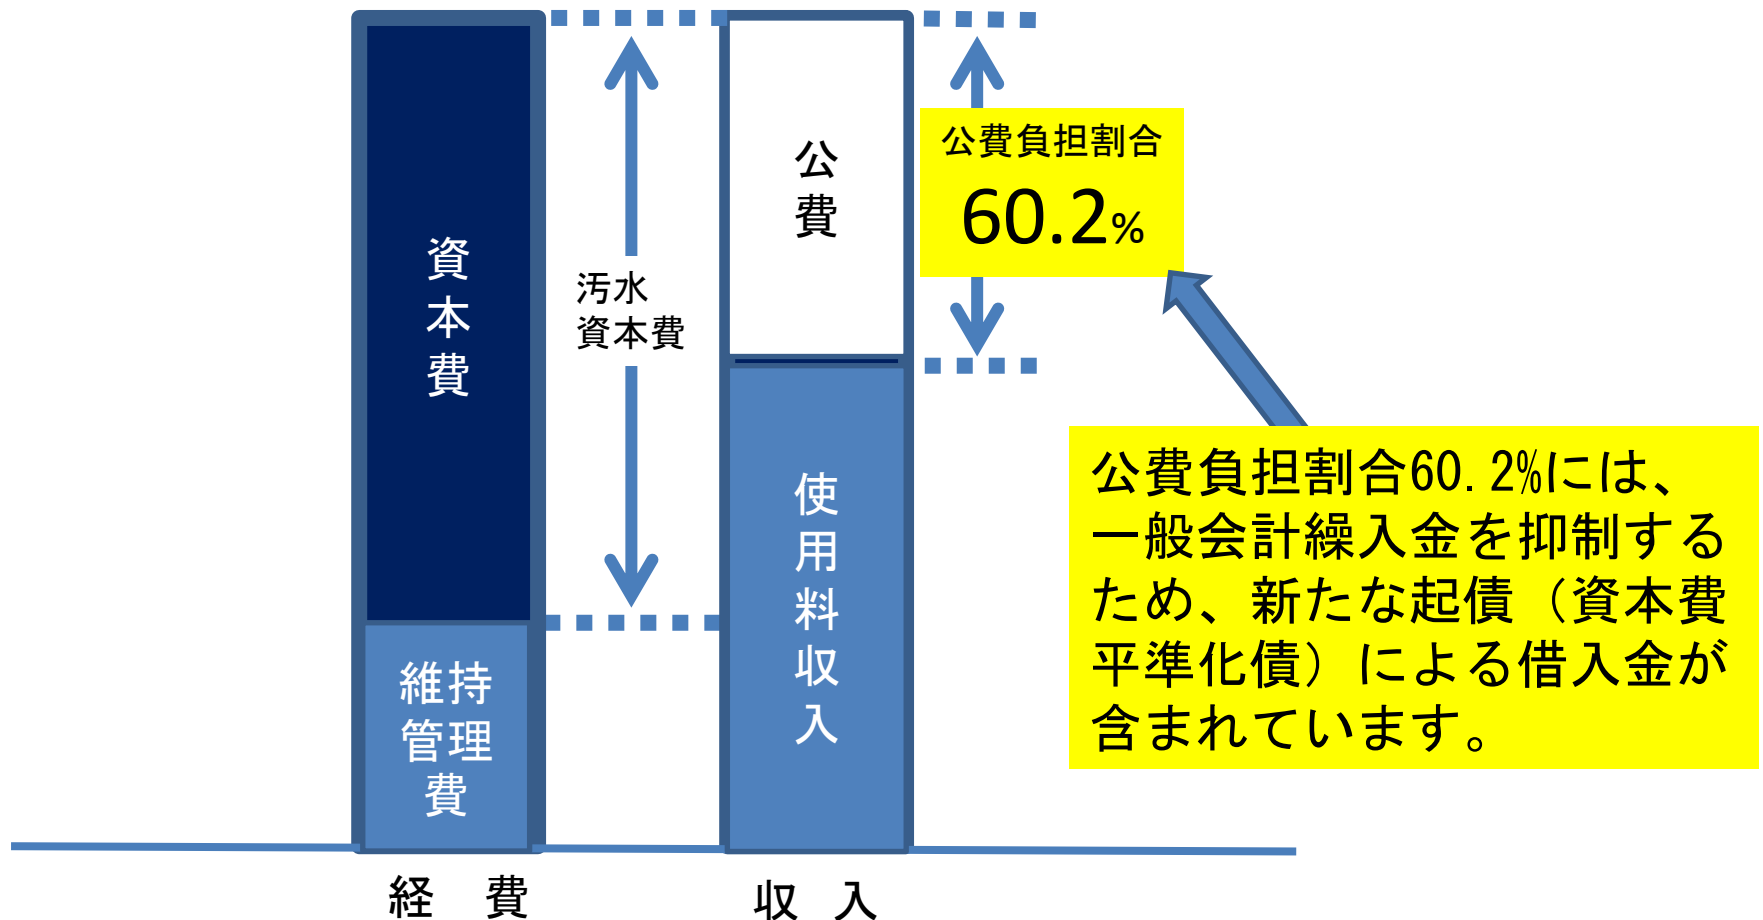 資本費
維持
管理
費
汚水
資本費
公費
使用料収入
公費負担割合
60.2%
公費負担割合60.2%には、
一般会計繰入金を抑制する
ため、新たな起債（資本費
平準化債）による借入金が
含まれています。
経　費
収　入